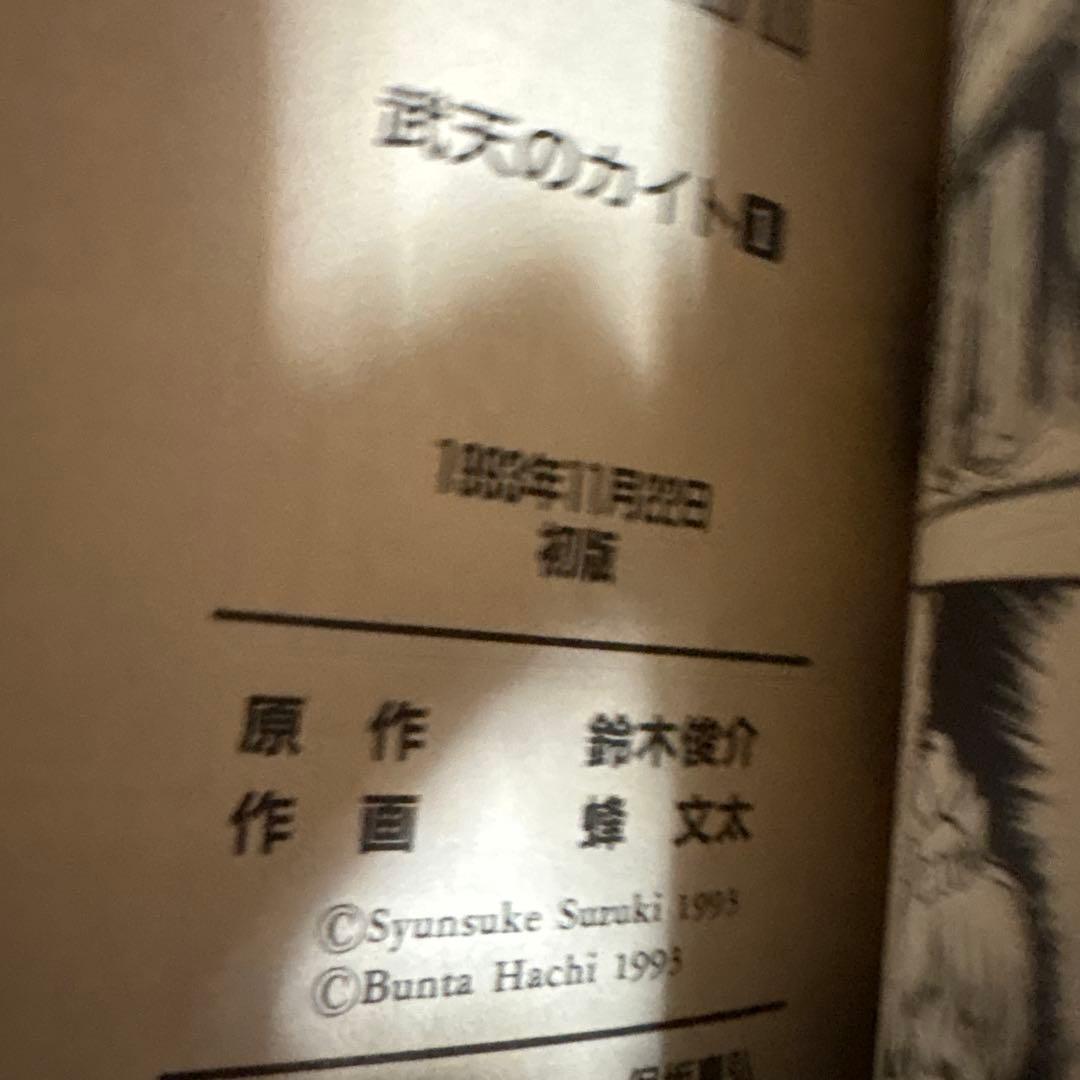 武天のカイト
1993年11月22日
初版
原 作 鈴木俊介
作 画 蜂 文太
©Syunsuke Suzuki 1993
©Bunta Hachi 1993